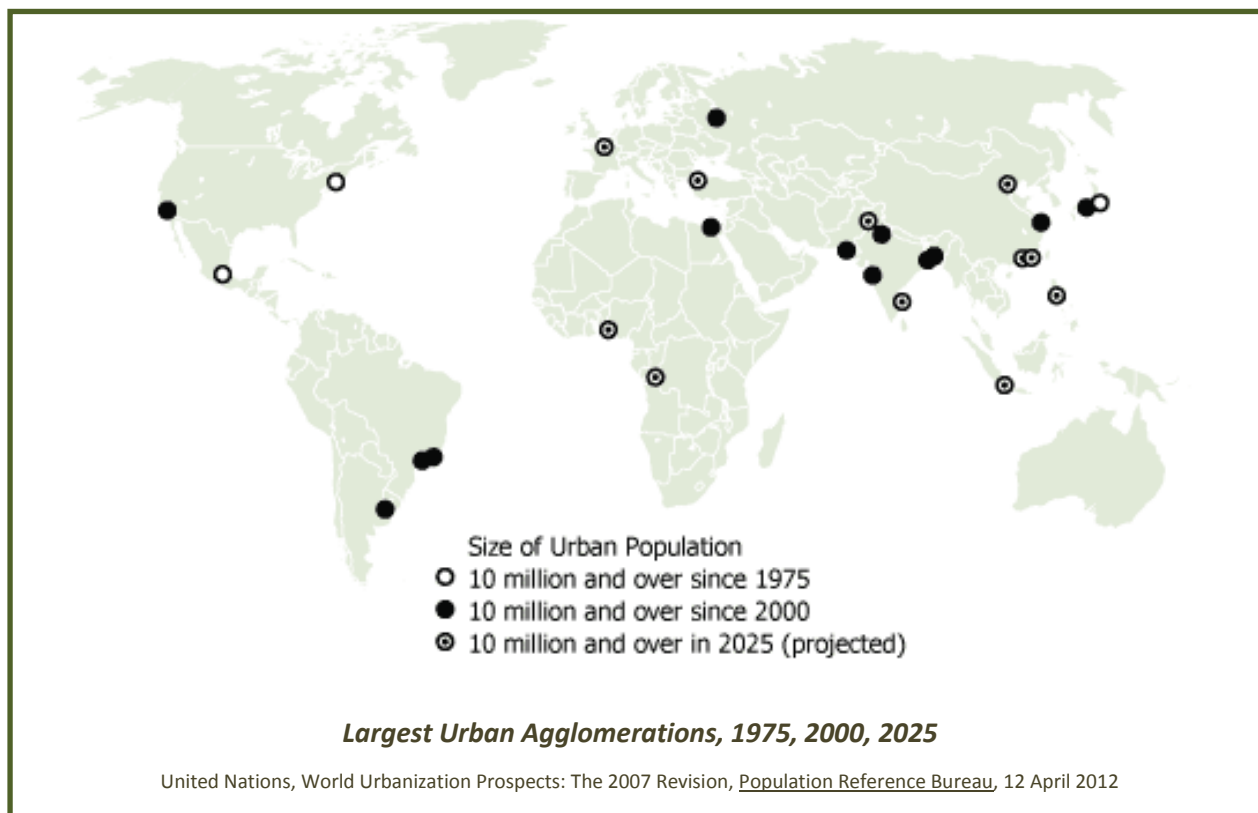 Size of Urban Population
10 million and over since 1975
10 million and over since 2000
10 million and over in 2025 (projected)
Largest Urban Agglomerations, 1975, 2000, 2025
United Nations, World Urbanization Prospects: The 2007 Revision, Population Reference Bureau, 12 April 2012